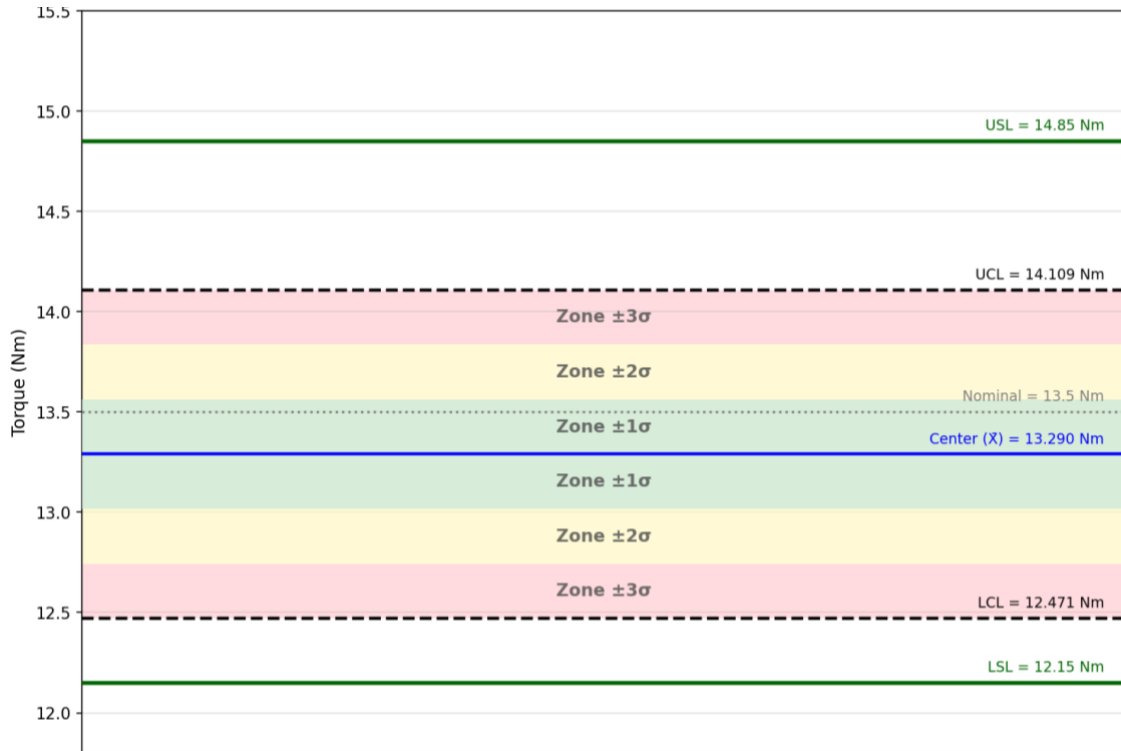 15.5
15.0
USL = 14.85 Nm
14.5
UCL = 14.109 Nm
14.0
Zone ±3σ
Zone ±2σ
Nominal = 13.5 Nm
13.5
Zone ±1σ
Torque (Nm)
Center (X̄) = 13.290 Nm
Zone ±1σ
13.0
Zone ±2σ
Zone ±3σ
12.5
LCL = 12.471 Nm
LSL = 12.15 Nm
12.0